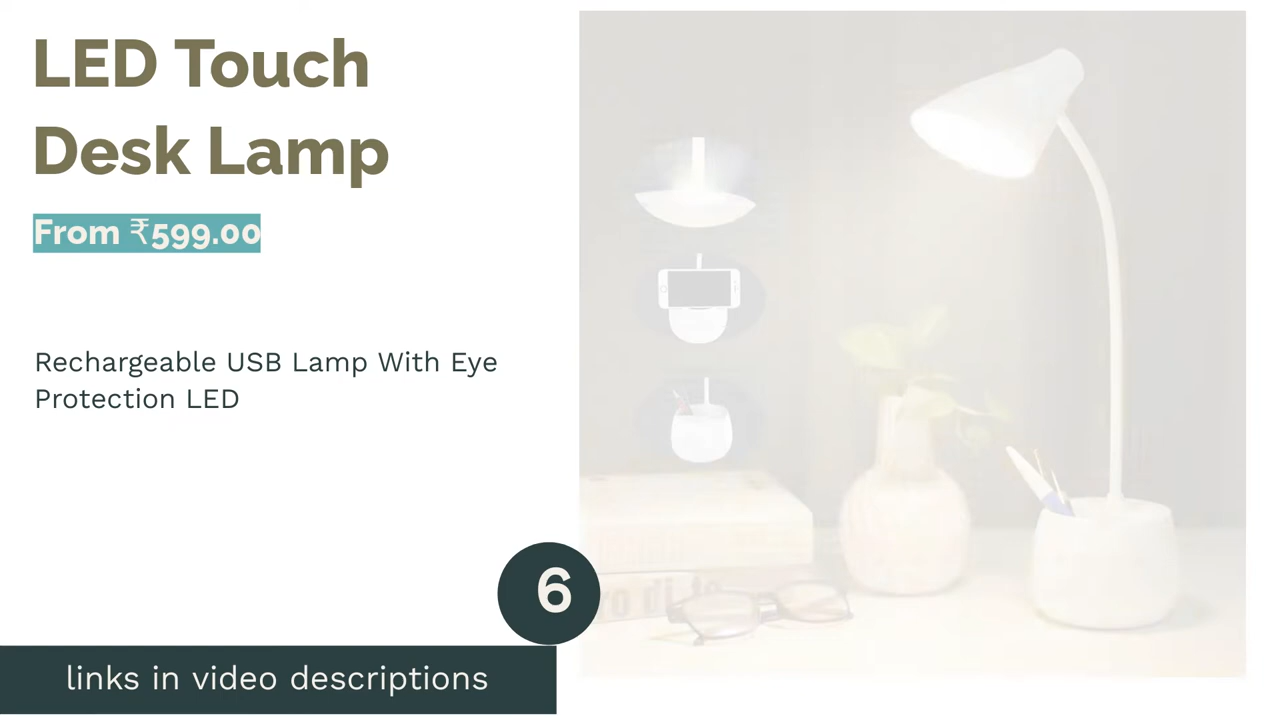 LED Touch
Desk Lamp
From ₹599.00
Rechargeable USB Lamp With Eye
Protection LED
6
links in video descriptions